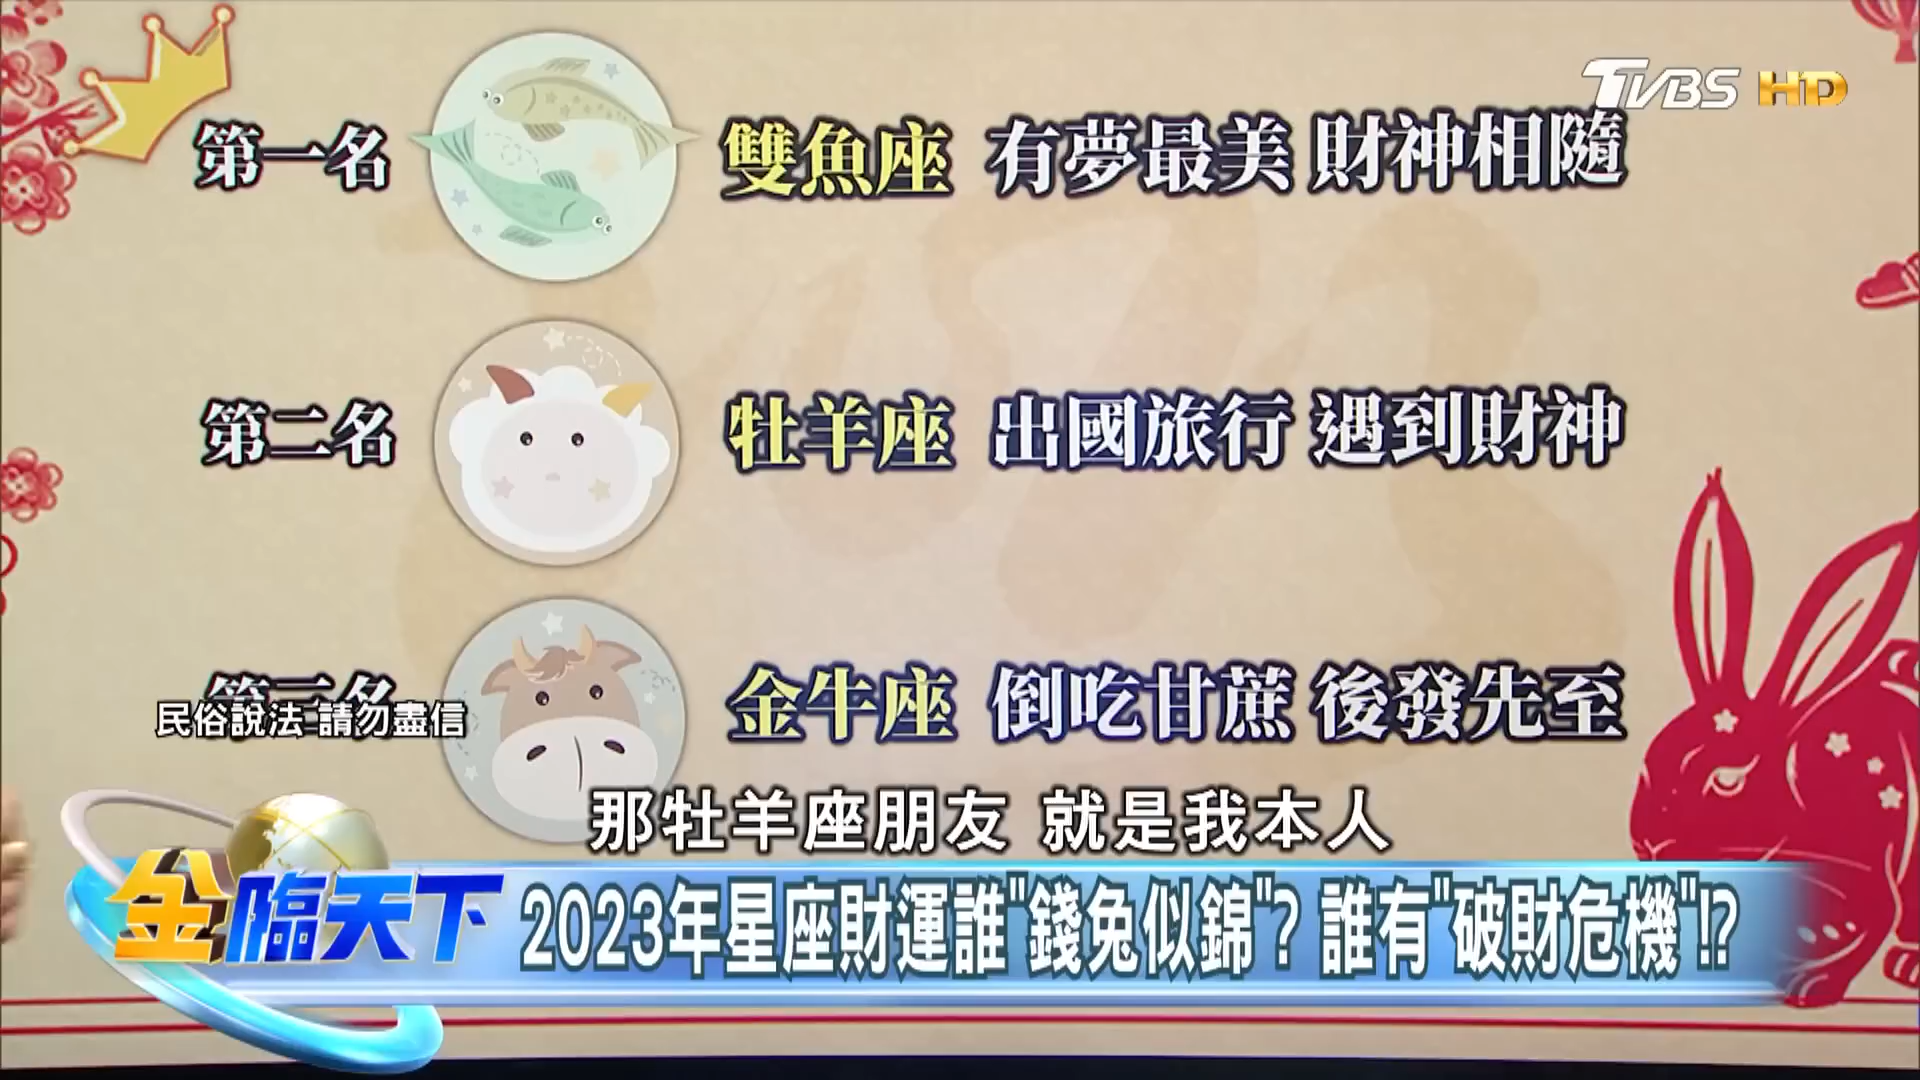 TVBS HD
第一名 雙魚座 有夢最美 財神相隨
第二名 牡羊座 出國旅行 遇到財神
第三名 金牛座 倒吃甘蔗 後發先至
民俗說法 請勿盡信
那牡羊座朋友 就是我本人
金臨天下 2023年星座財運誰"錢兔似錦"? 誰有"破財危機"!?